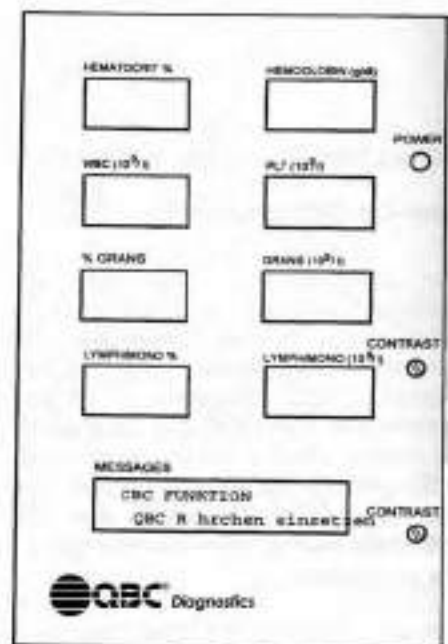 HEMATOCRIT % HEMOGLOBIN (g/dl)
POWER
WBC (10⁹/l) PLT (10⁹/l)
% GRANS GRANS (10⁹/l)
CONTRAST
LYMPH/MONO % LYMPH/MONO (10⁹/l)
MESSAGES
CBC FUNKTION
QBC R hrchen einsetzen
CONTRAST
QBC Diagnostics